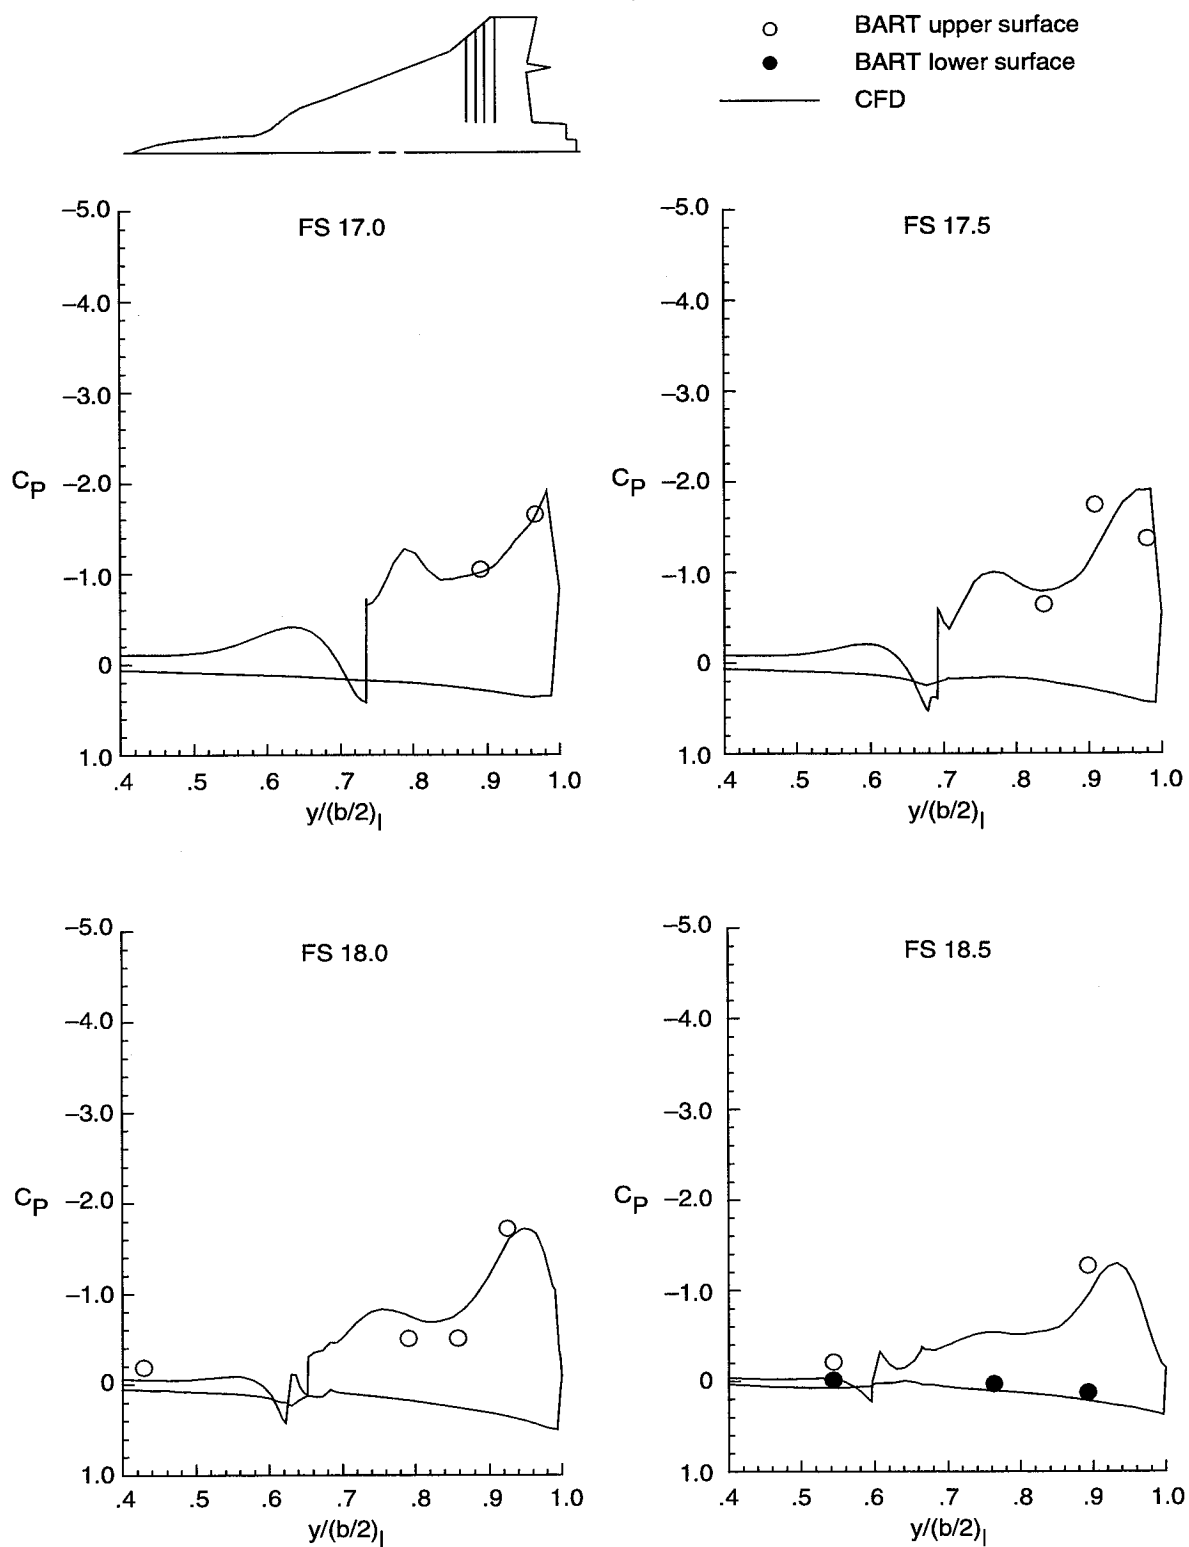 BART upper surface
BART lower surface
CFD
FS 17.0
–5.0
–4.0
–3.0
–2.0
–1.0
0
1.0
CP
.4 .5 .6 .7 .8 .9 1.0
y/(b/2)l
FS 17.5
–5.0
–4.0
–3.0
–2.0
–1.0
0
1.0
CP
.4 .5 .6 .7 .8 .9 1.0
y/(b/2)l
FS 18.0
–5.0
–4.0
–3.0
–2.0
–1.0
0
1.0
CP
.4 .5 .6 .7 .8 .9 1.0
y/(b/2)l
FS 18.5
–5.0
–4.0
–3.0
–2.0
–1.0
0
1.0
CP
.4 .5 .6 .7 .8 .9 1.0
y/(b/2)l